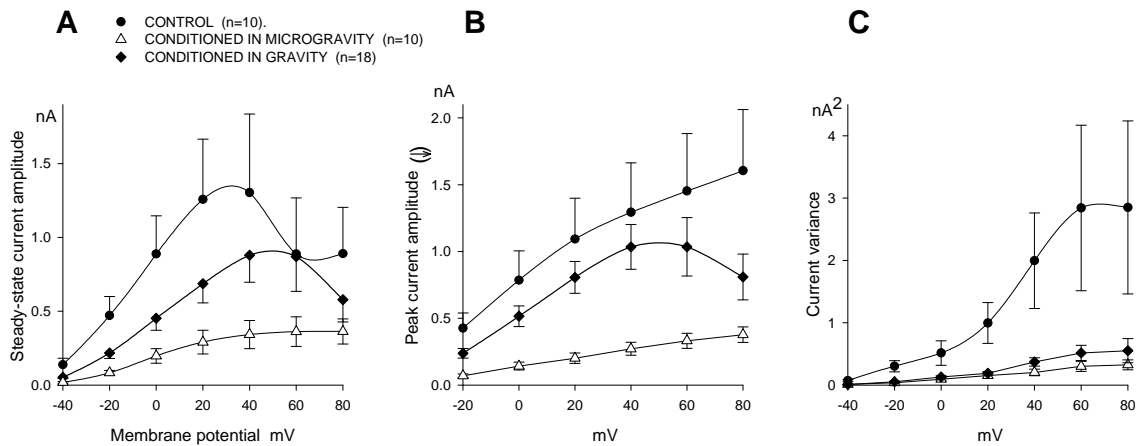 A
B
C
CONTROL (n=10).
CONDITIONED IN MICROGRAVITY (n=10)
CONDITIONED IN GRAVITY (n=18)
nA
Steady-state current amplitude
1.5
1.0
0.5
0.0
-40 -20 0 20 40 60 80
Membrane potential mV
nA
Peak current amplitude (⇓)
2.0
1.5
1.0
0.5
0.0
-20 0 20 40 60 80
mV
nA2
Current variance
4
3
2
1
0
-40 -20 0 20 40 60 80
mV